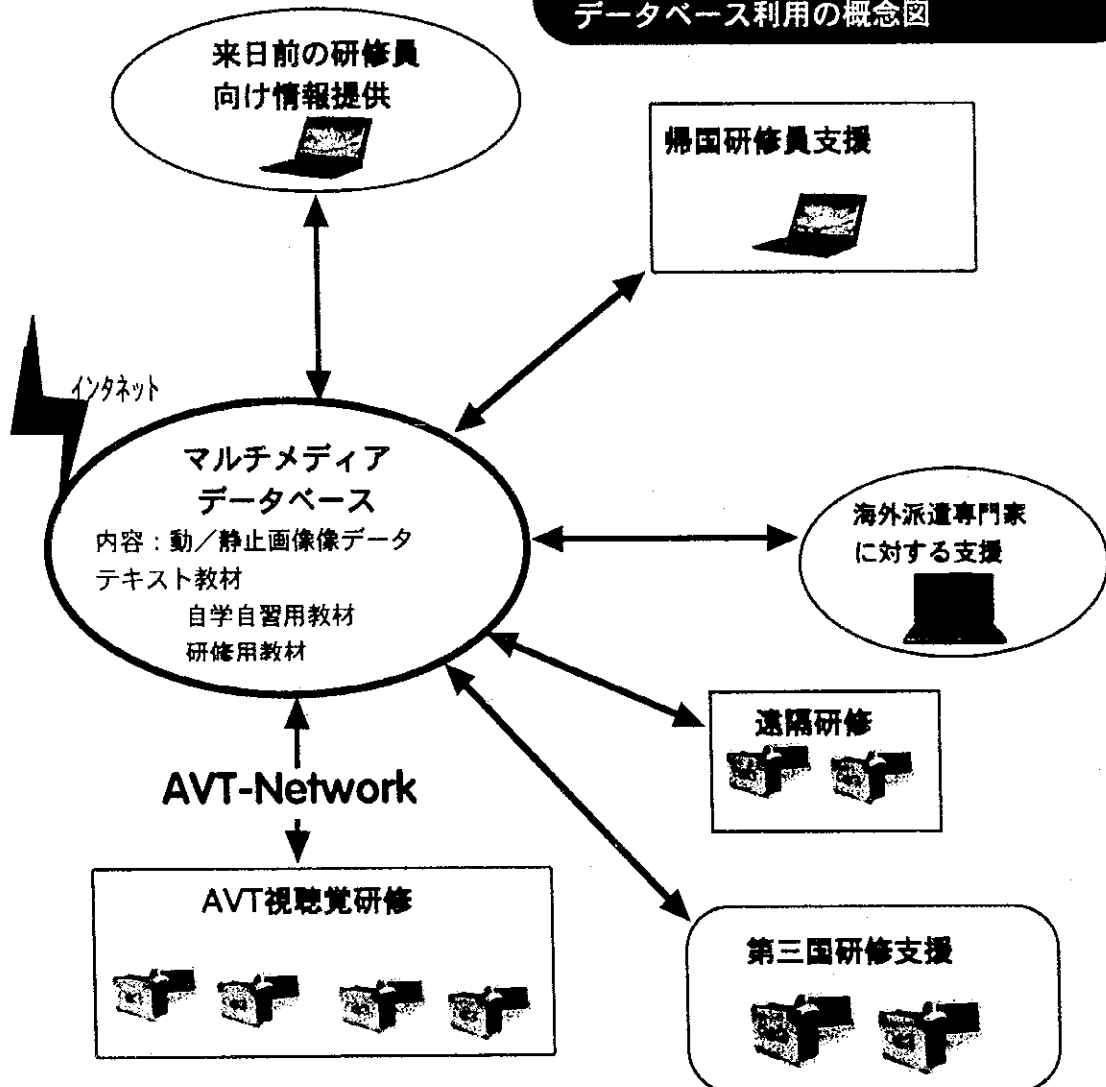 データベース利用の概念図
来日前の研修員
向け情報提供
帰国研修員支援
インタネット
マルチメディア
データベース
内容：動／静止画像像データ
テキスト教材
自学自習用教材
研修用教材
海外派遣専門家
に対する支援
遠隔研修
AVT-Network
AVT視聴覚研修
第三国研修支援